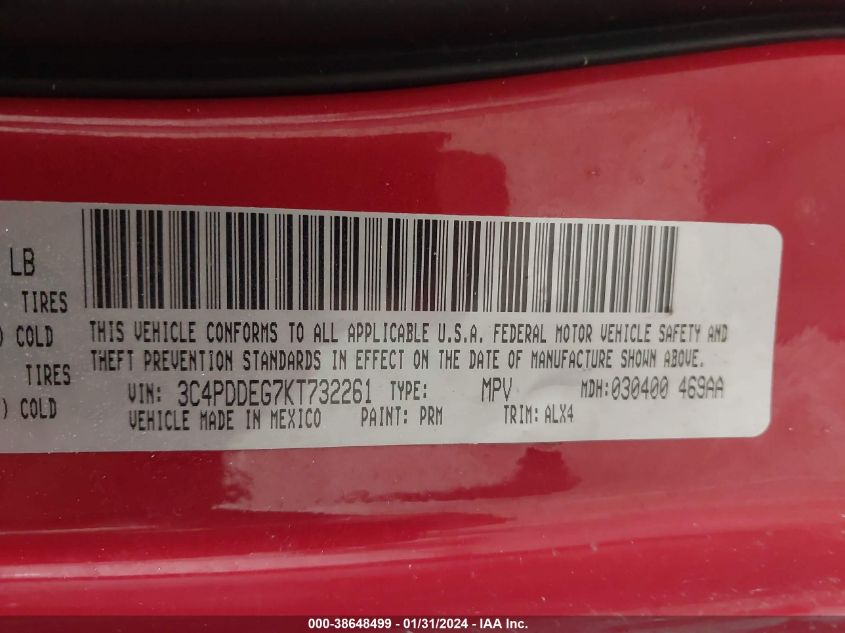 LB
TIRES
) COLD
TIRES
) COLD
THIS VEHICLE CONFORMS TO ALL APPLICABLE U.S.A. FEDERAL MOTOR VEHICLE SAFETY AND
THEFT PREVENTION STANDARDS IN EFFECT ON THE DATE OF MANUFACTURE SHOWN ABOVE.
VIN: 3C4PDDEG7KT732261 TYPE: MPV MDH:030400 469AA
VEHICLE MADE IN MEXICO PAINT: PRM TRIM: ALX4
000-38648499 - 01/31/2024 - IAA Inc.